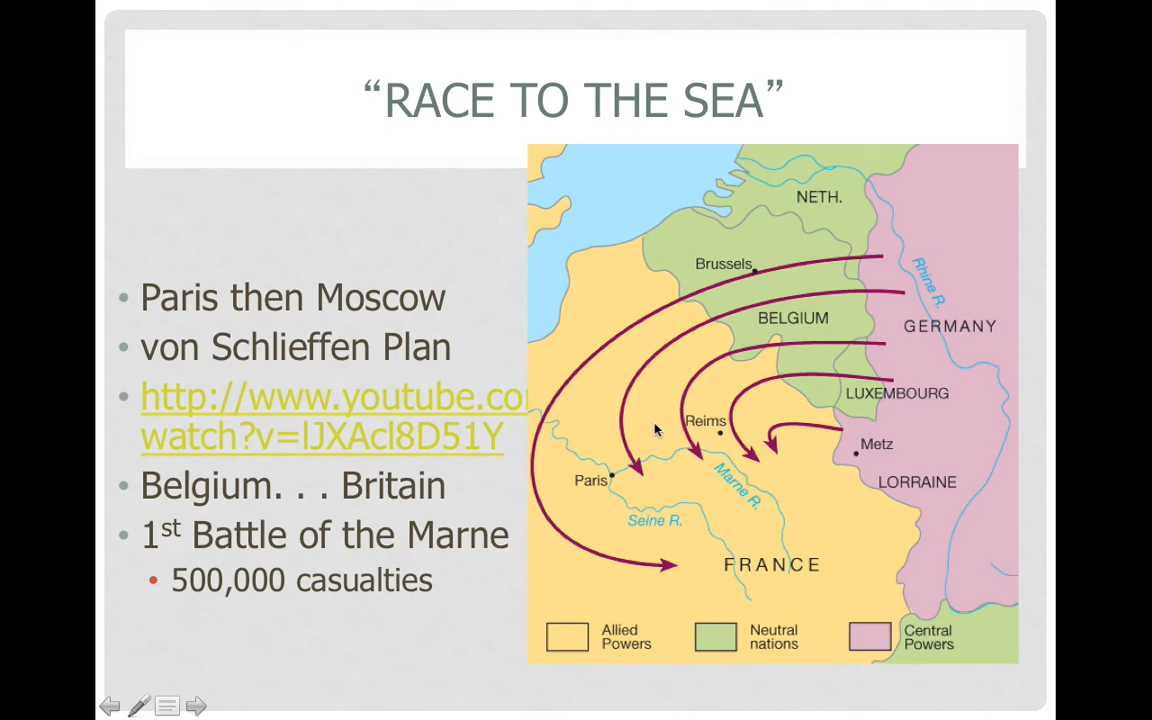 “RACE TO THE SEA”
• Paris then Moscow
• von Schlieffen Plan
• http://www.youtube.co
watch?v=lJXAcl8D51Y
• Belgium. . . Britain
• 1st Battle of the Marne
• 500,000 casualties
NETH.
Brussels
Rhine R.
BELGIUM
GERMANY
LUXEMBOURG
Reims
Metz
Paris
Marne R.
LORRAINE
Seine R.
FRANCE
Allied
Powers
Neutral
nations
Central
Powers